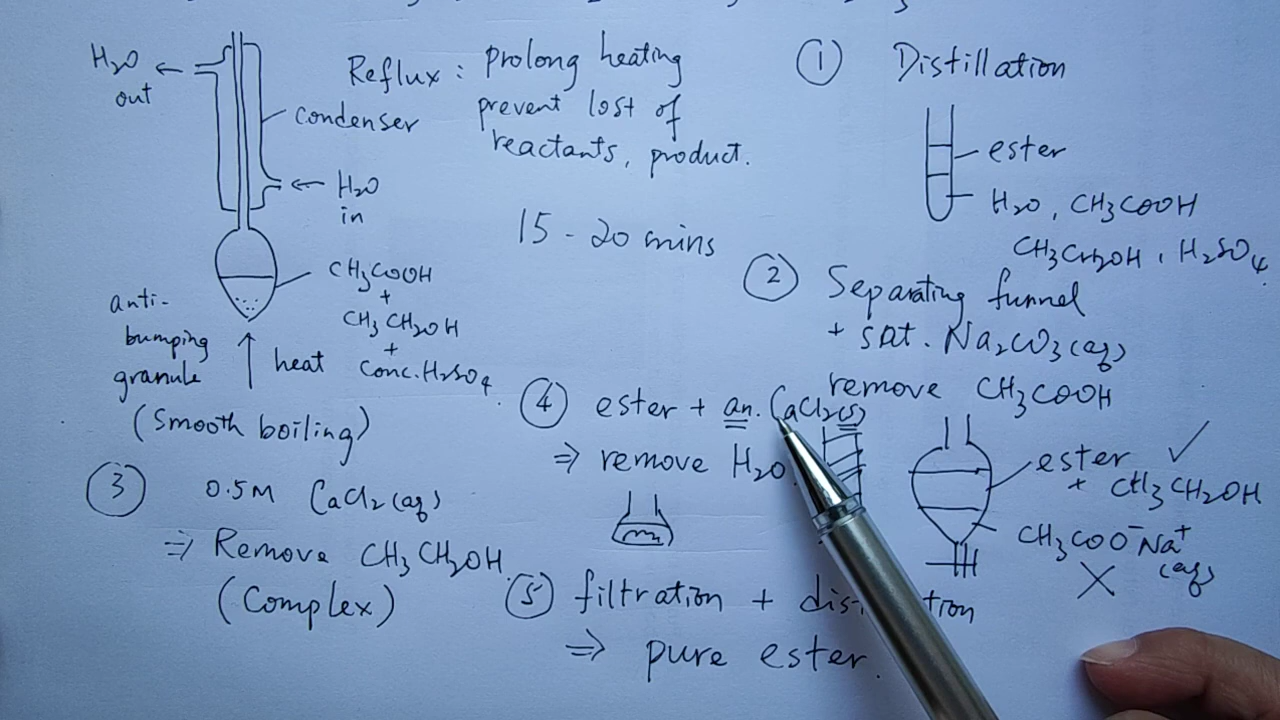 H₂O
out
condenser
H₂O
in
Reflux : prolong heating
prevent lost of
reactants, product.
15 - 20 mins
CH₃COOH
+
CH₃CH₂OH
+
Conc. H₂SO₄.
anti-
bumping
granule
heat
(Smooth boiling)
① Distillation
ester
H₂O, CH₃COOH
CH₃CH₂OH, H₂SO₄.
② Separating funnel
+ sat. Na₂CO₃(aq)
remove CH₃COOH
ester ✓
+ CH₃CH₂OH
CH₃COO⁻Na⁺
(aq)
X
③ 0.5M CaCl₂(aq)
⇒ Remove CH₃CH₂OH.
(Complex)
④ ester + an. CaCl₂(s)
⇒ remove H₂O.
⑤ filtration +
⇒ pure ester.